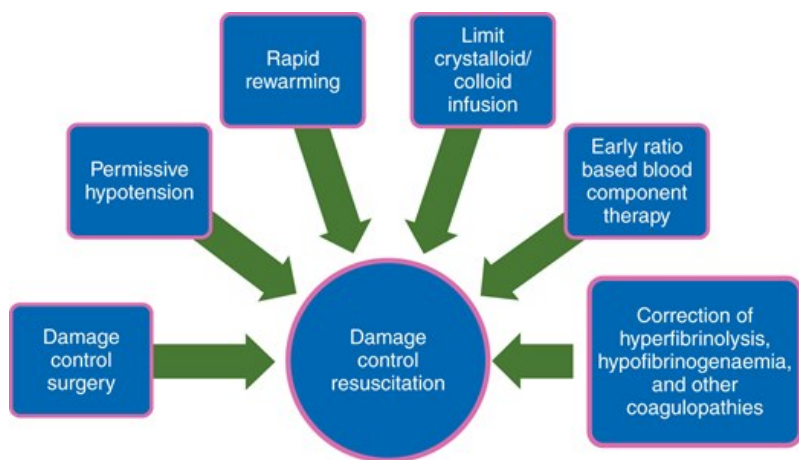 Rapid
rewarming
Limit
crystalloid/
colloid
infusion
Permissive
hypotension
Early ratio
based blood
component
therapy
Damage
control
surgery
Damage
control
resuscitation
Correction of
hyperfibrinolysis,
hypofibrinogenaemia,
and other
coagulopathies